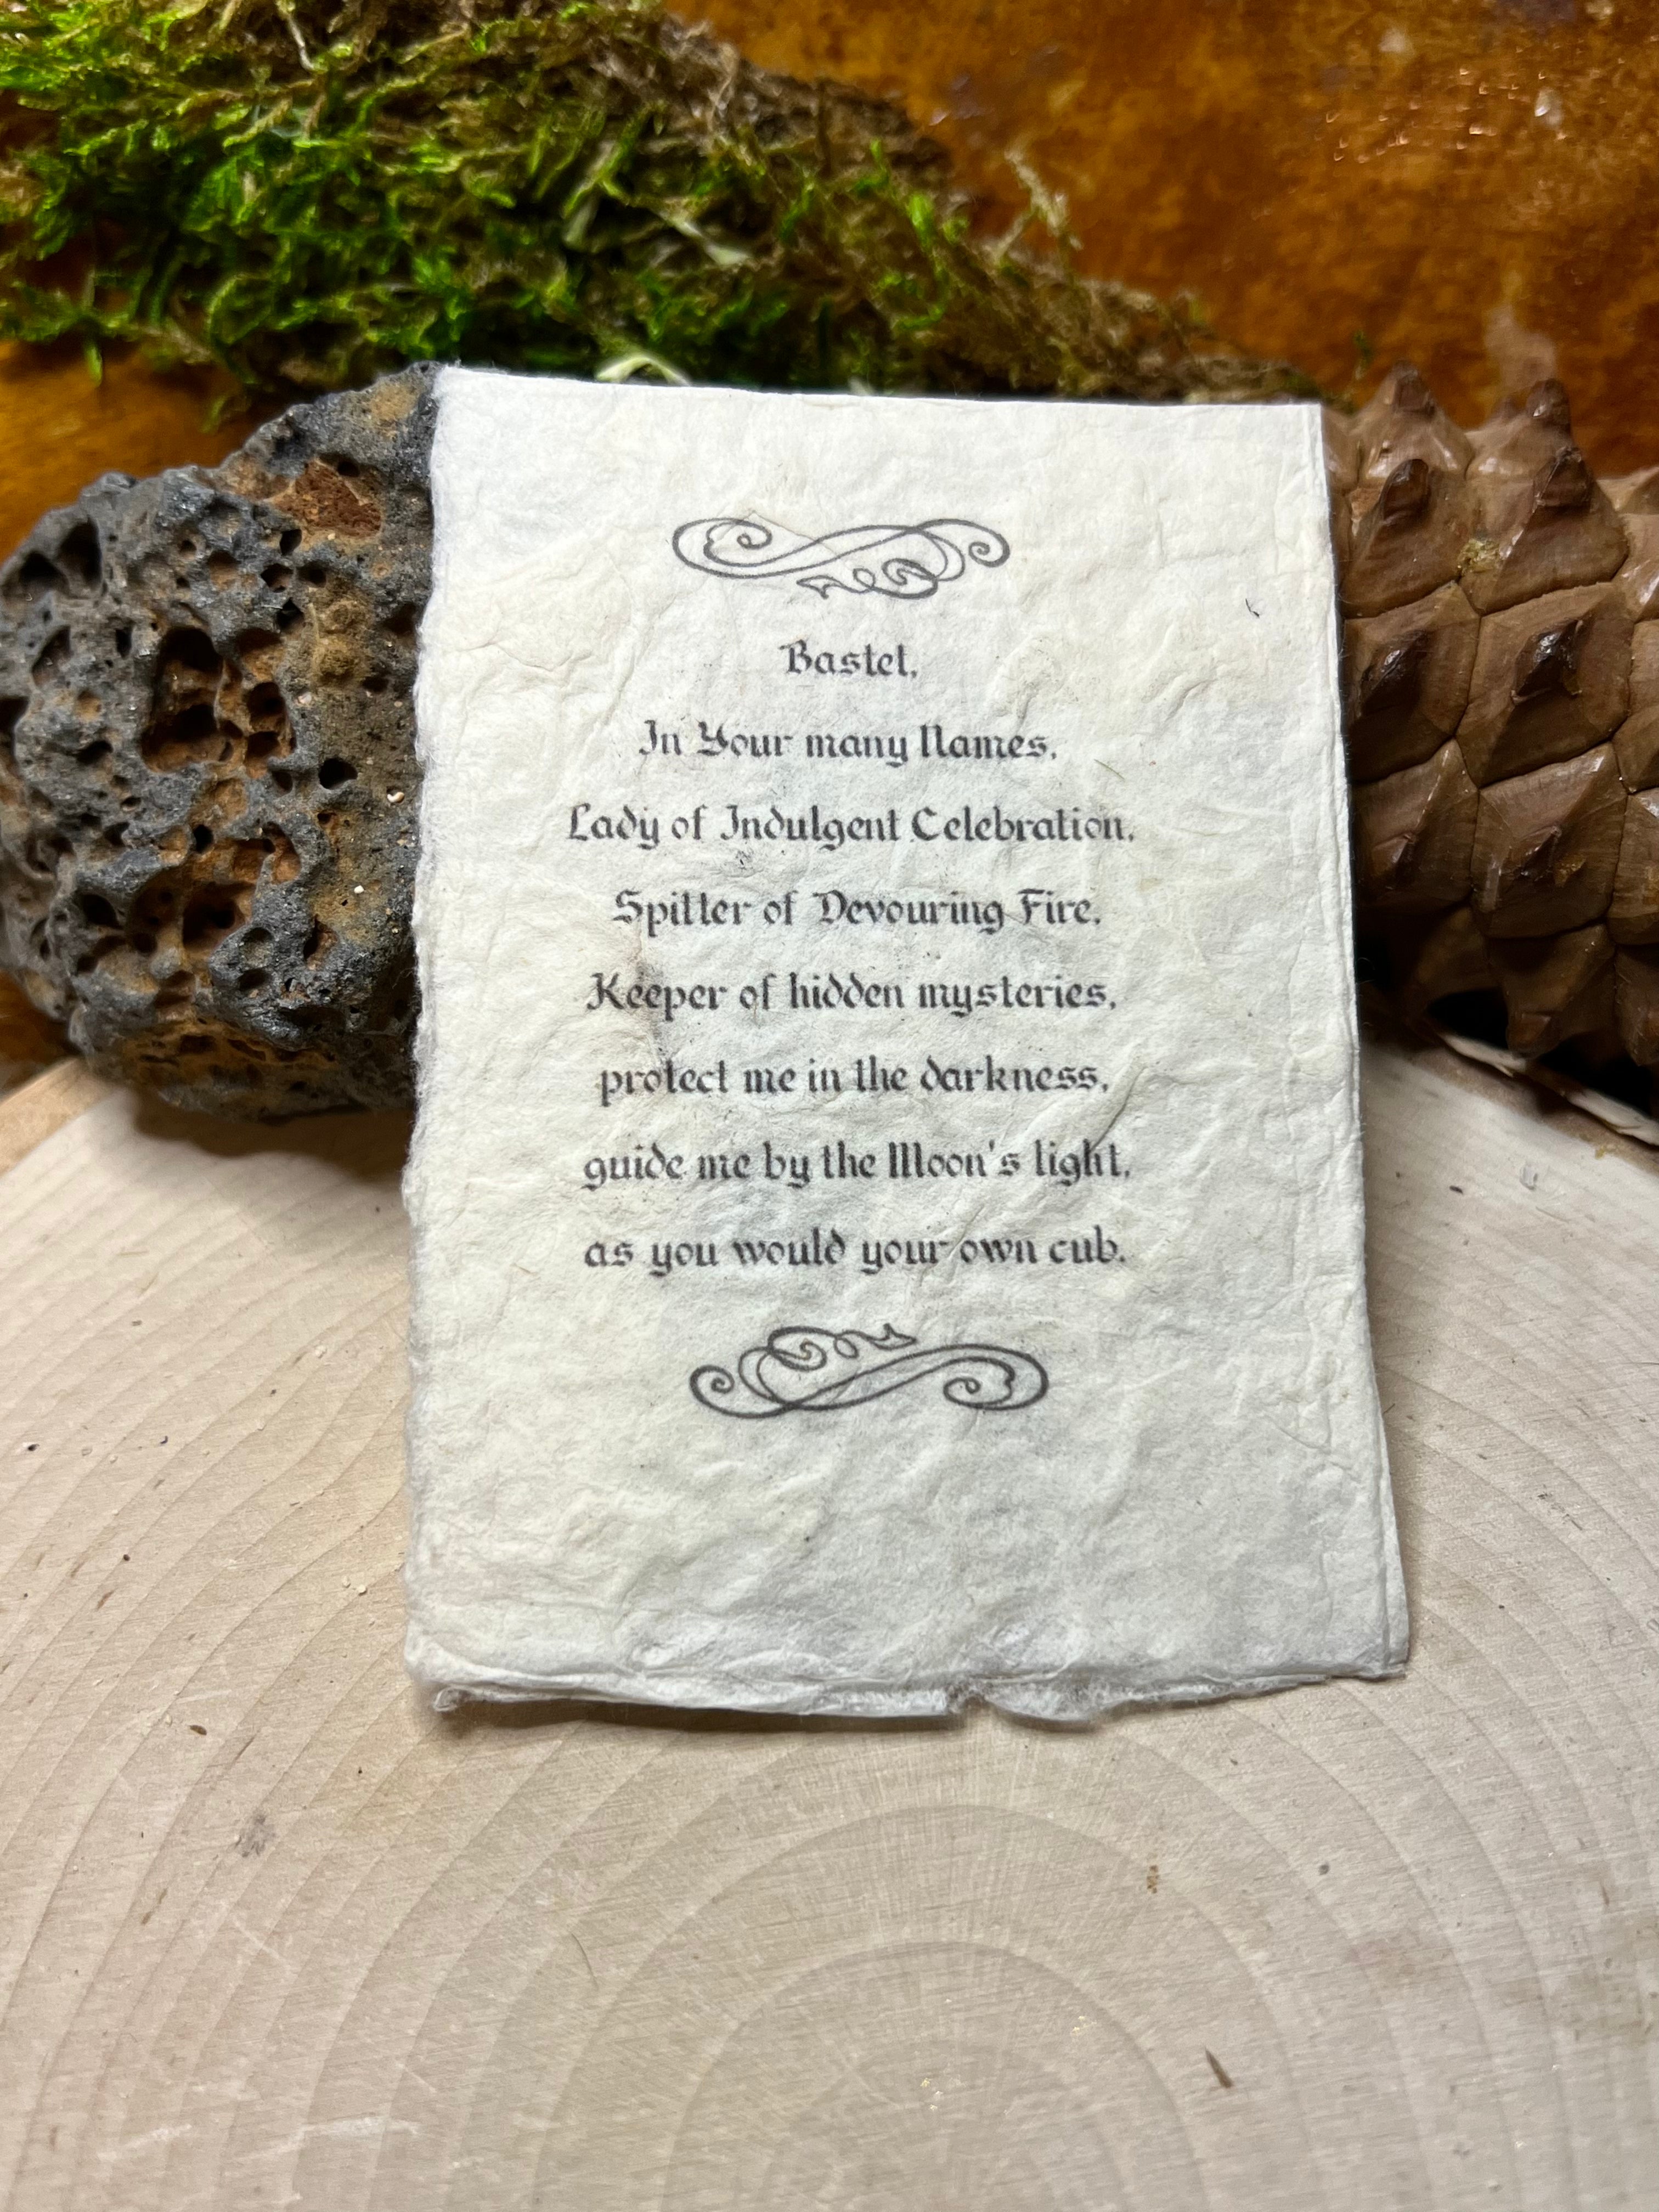 Bastet,
In Your many Names,
Lady of Indulgent Celebration,
Spitter of Devouring Fire,
Keeper of hidden mysteries,
protect me in the darkness,
guide me by the Moon's light,
as you would your own cub.